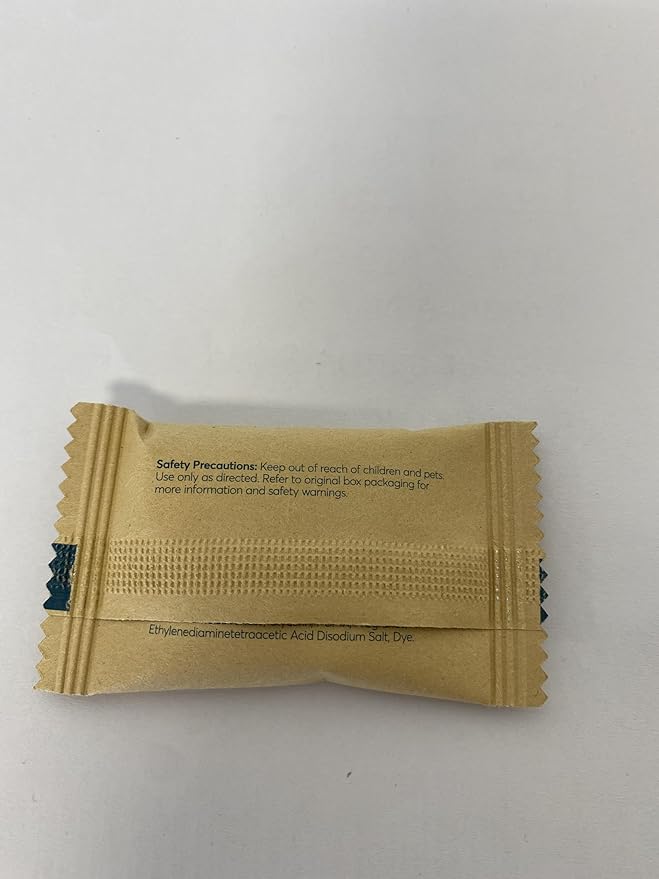 Safety Precautions: Keep out of reach of children and pets.
Use only as directed. Refer to original box packaging for
more information and safety warnings.
Ethylenediaminetetraacetic Acid Disodium Salt, Dye.